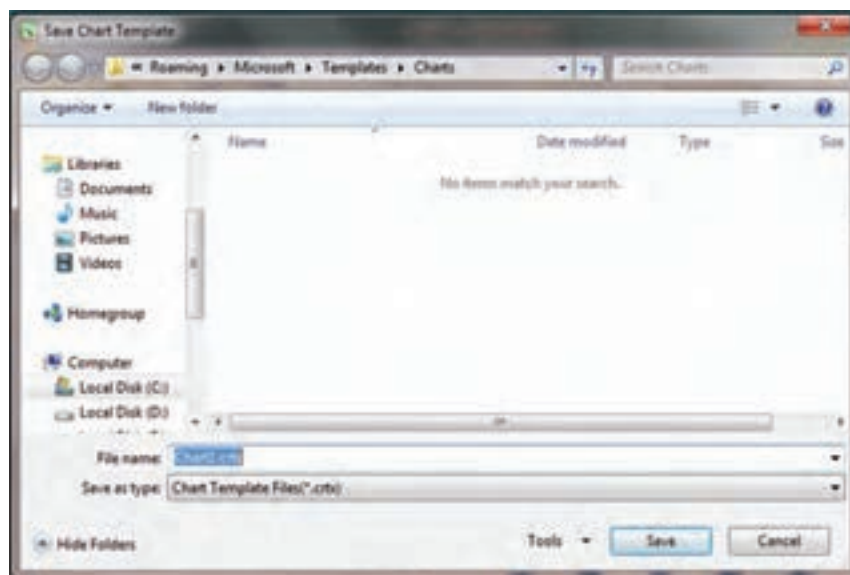 Save Chart Template
« Roaming ▸ Microsoft ▸ Templates ▸ Charts
Search Charts
Organize ▾ New folder
Name Date modified Type Size
No items match your search.
Libraries
Documents
Music
Pictures
Videos
Homegroup
Computer
Local Disk (C:)
Local Disk (D:)
File name:
Save as type: Chart Template Files(*.crtx)
Hide Folders
Tools ▾ Save Cancel